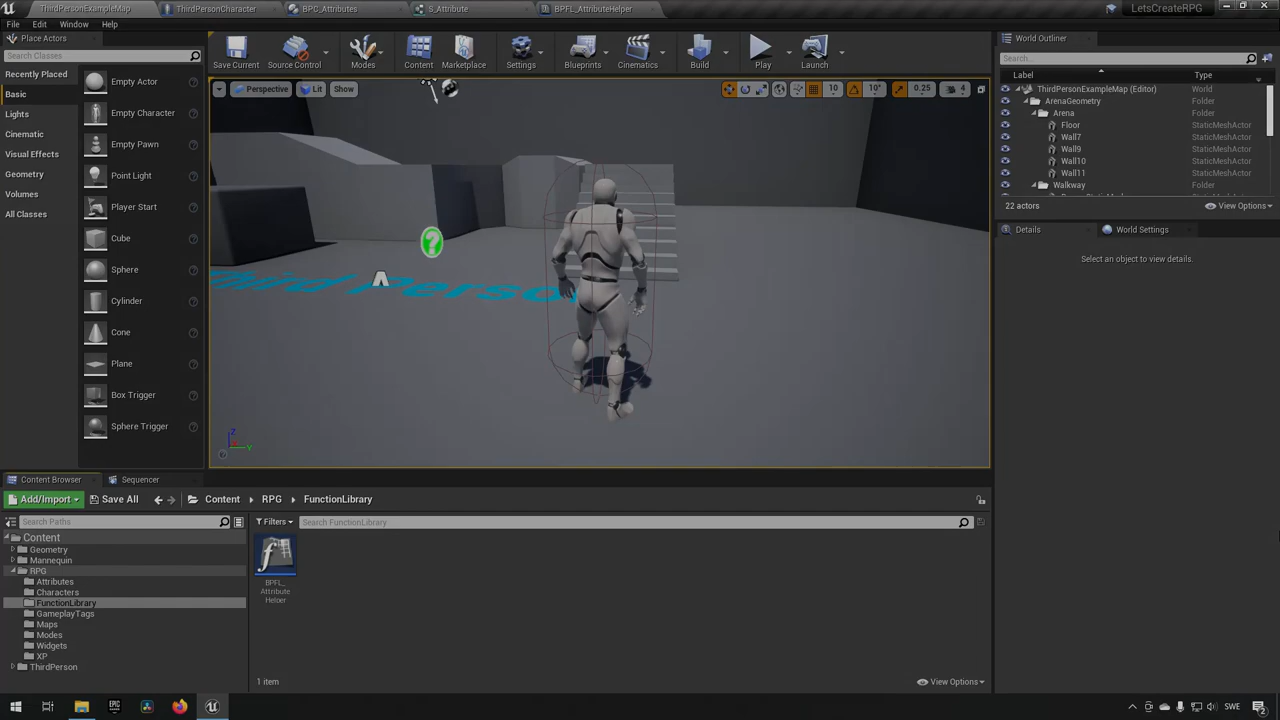 ThirdPersonExampleMap
ThirdPersonCharacter
BPC_Attributes
S_Attribute
BPFL_AttributeHelper
LetsCreateRPG
File Edit Window Help
Place Actors
Search Classes
Recently Placed
Basic
Lights
Cinematic
Visual Effects
Geometry
Volumes
All Classes
Empty Actor
Empty Character
Empty Pawn
Point Light
Player Start
Cube
Sphere
Cylinder
Cone
Plane
Box Trigger
Sphere Trigger
Save Current
Source Control
Modes
Content
Marketplace
Settings
Blueprints
Cinematics
Build
Play
Launch
Perspective Lit Show
10 10° 0.25 4
Third Person
World Outliner
Search...
Label Type
ThirdPersonExampleMap (Editor) World
ArenaGeometry Folder
Arena Folder
Floor StaticMeshActor
Wall7 StaticMeshActor
Wall9 StaticMeshActor
Wall10 StaticMeshActor
Wall11 StaticMeshActor
Walkway Folder
22 actors View Options
Details World Settings
Select an object to view details.
Content Browser Sequencer
Add/Import Save All Content RPG FunctionLibrary
Search Paths
Filters Search FunctionLibrary
Content
Geometry
Mannequin
RPG
Attributes
Characters
FunctionLibrary
GameplayTags
Maps
Modes
Widgets
XP
ThirdPerson
BPFL_
Attribute
Helper
1 item View Options
SWE
2